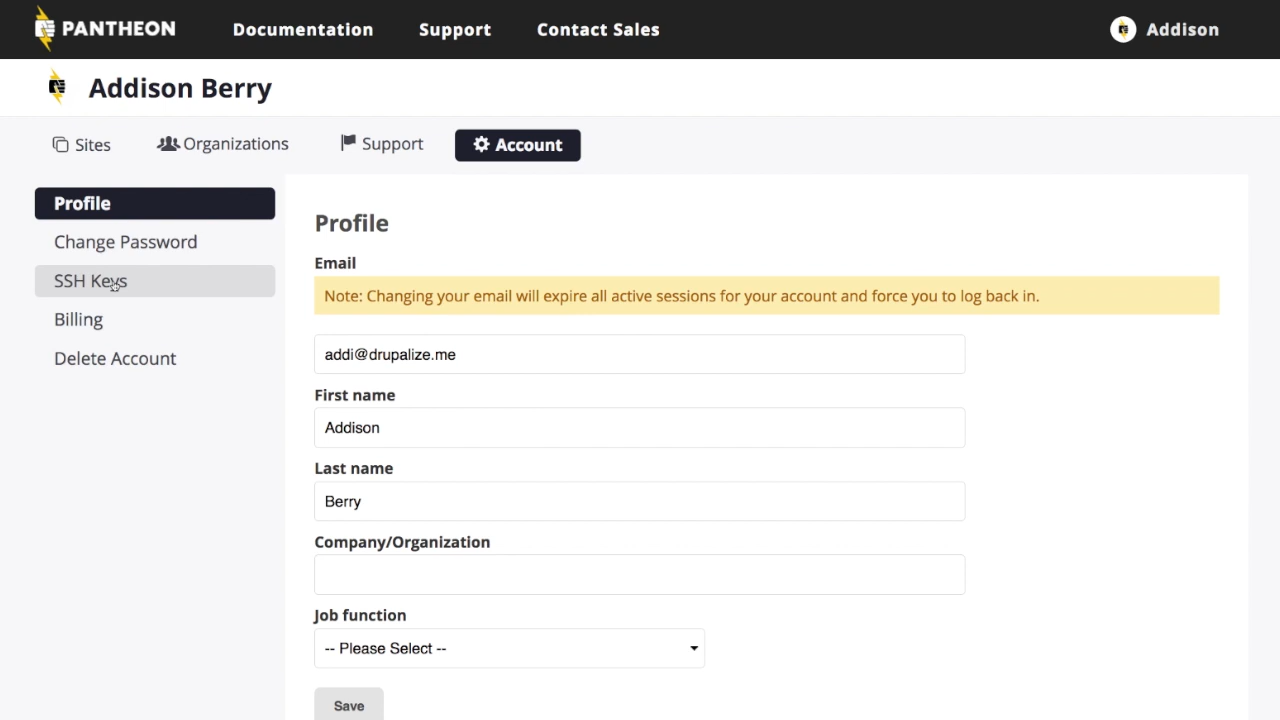 PANTHEON Documentation Support Contact Sales Addison
Addison Berry
Sites Organizations Support Account
Profile
Change Password
SSH Keys
Billing
Delete Account
Profile
Email
Note: Changing your email will expire all active sessions for your account and force you to log back in.
addi@drupalize.me
First name
Addison
Last name
Berry
Company/Organization
Job function
-- Please Select --
Save